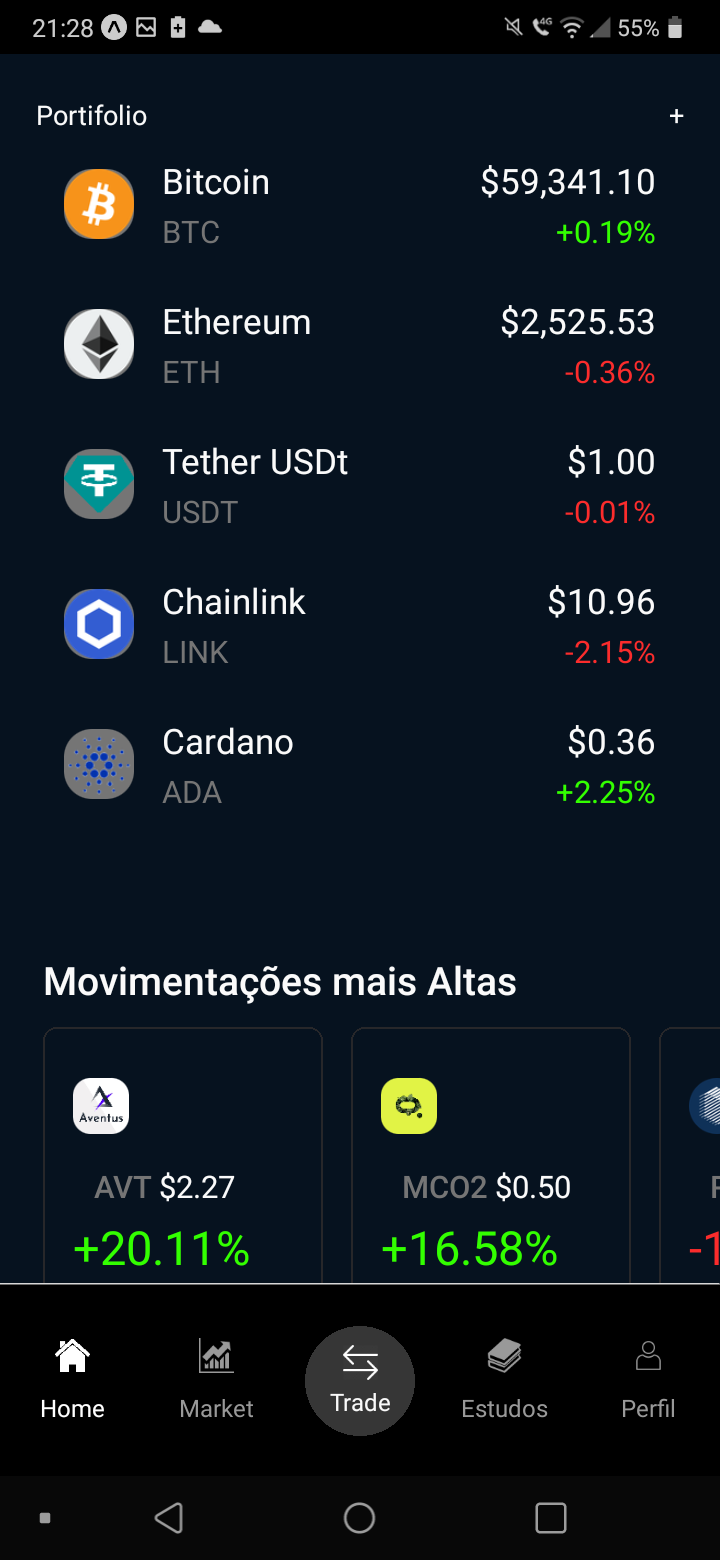 21:28
4G 55%
Portifolio +
Bitcoin $59,341.10
BTC +0.19%
Ethereum $2,525.53
ETH -0.36%
Tether USDt $1.00
USDT -0.01%
Chainlink $10.96
LINK -2.15%
Cardano $0.36
ADA +2.25%
Movimentações mais Altas
Aventus
AVT $2.27
+20.11%
MCO2 $0.50
+16.58%
-1
Home
Market
Trade
Estudos
Perfil